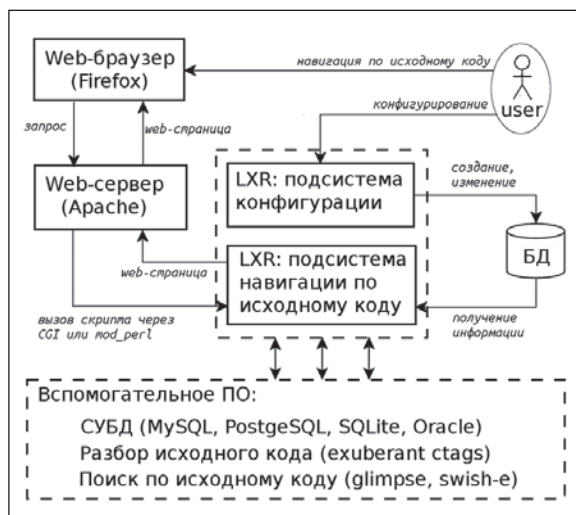 Web-браузер
(Firefox)
навигация по исходному коду
user
конфигурирование
запрос
web-страница
Web-сервер
(Apache)
LXR: подсистема
конфигурации
создание,
изменение
БД
LXR: подсистема
навигации по
исходному коду
web-страница
вызов скрипта через
CGI или mod_perl
получение
информации
Вспомогательное ПО:
СУБД (MySQL, PostgeSQL, SQLite, Oracle)
Разбор исходного кода (exuberant ctags)
Поиск по исходному коду (glimpse, swish-e)